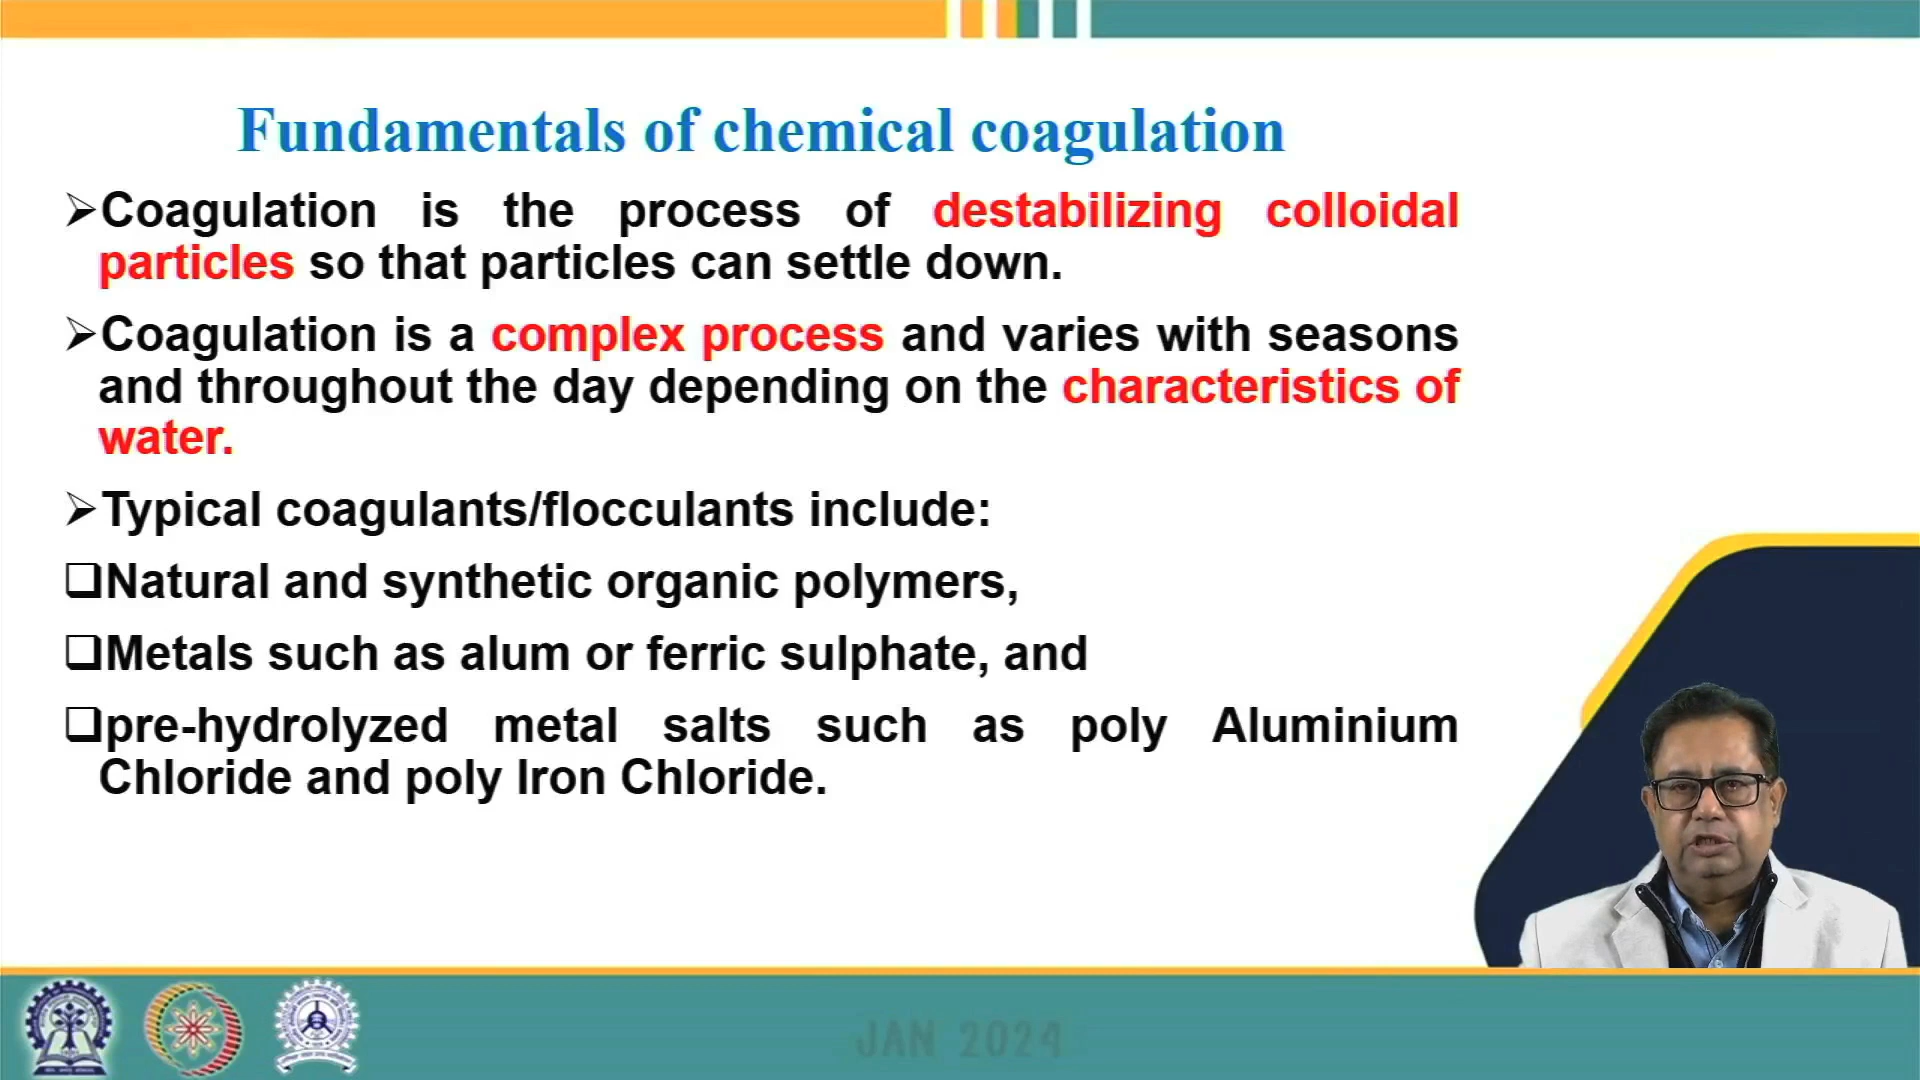 Fundamentals of chemical coagulation
➢Coagulation is the process of destabilizing colloidal
particles so that particles can settle down.
➢Coagulation is a complex process and varies with seasons
and throughout the day depending on the characteristics of
water.
➢Typical coagulants/flocculants include:
❑Natural and synthetic organic polymers,
❑Metals such as alum or ferric sulphate, and
❑pre-hydrolyzed metal salts such as poly Aluminium
Chloride and poly Iron Chloride.
JAN 2024